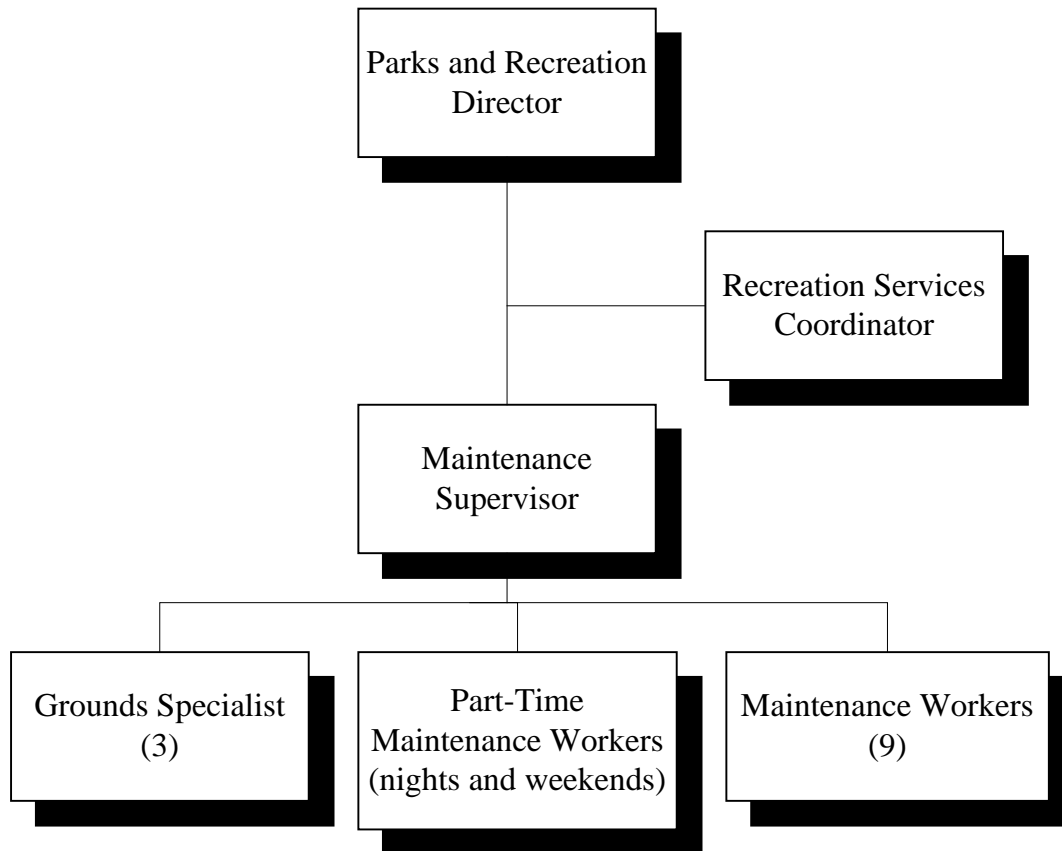 Parks and Recreation
Director
Recreation Services
Coordinator
Maintenance
Supervisor
Grounds Specialist
(3)
Part-Time
Maintenance Workers
(nights and weekends)
Maintenance Workers
(9)